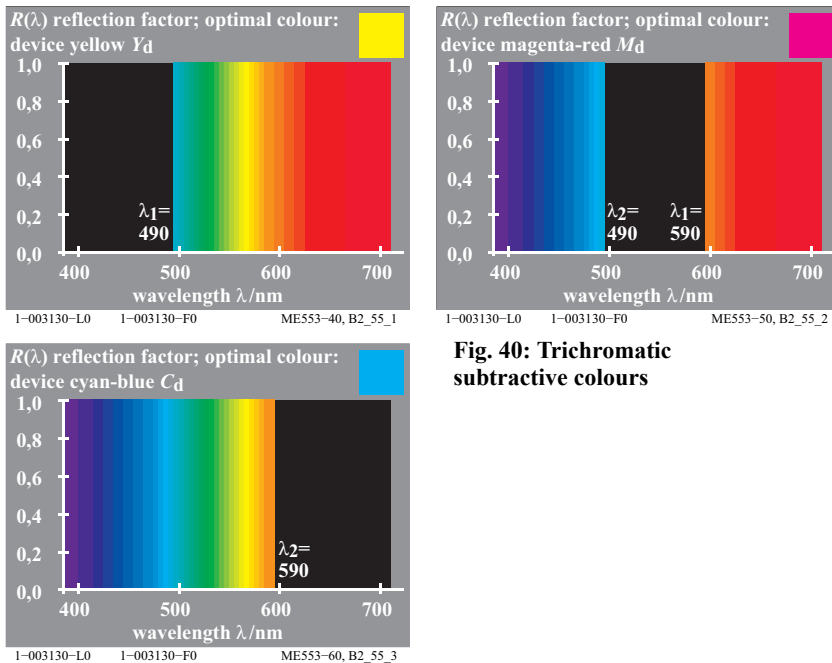 R(λ) reflection factor; optimal colour:
device yellow Yd
1,0
0,8
0,6
0,4
0,2
0,0
λ1=
490
400 500 600 700
wavelength λ/nm
1−003130−L0 1−003130−F0 ME553−40, B2_55_1
R(λ) reflection factor; optimal colour:
device magenta-red Md
1,0
0,8
0,6
0,4
0,2
0,0
λ2= λ1=
490 590
400 500 600 700
wavelength λ/nm
1−003130−L0 1−003130−F0 ME553−50, B2_55_2
R(λ) reflection factor; optimal colour:
device cyan-blue Cd
1,0
0,8
0,6
0,4
0,2
0,0
λ2=
590
400 500 600 700
wavelength λ/nm
1−003130−L0 1−003130−F0 ME553−60, B2_55_3
Fig. 40: Trichromatic
subtractive colours